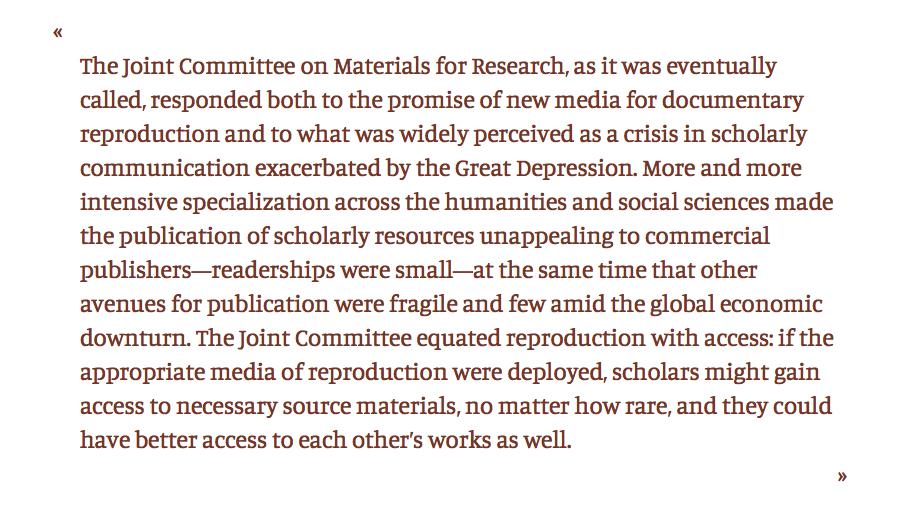 «
The Joint Committee on Materials for Research, as it was eventually
called, responded both to the promise of new media for documentary
reproduction and to what was widely perceived as a crisis in scholarly
communication exacerbated by the Great Depression. More and more
intensive specialization across the humanities and social sciences made
the publication of scholarly resources unappealing to commercial
publishers—readerships were small—at the same time that other
avenues for publication were fragile and few amid the global economic
downturn. The Joint Committee equated reproduction with access: if the
appropriate media of reproduction were deployed, scholars might gain
access to necessary source materials, no matter how rare, and they could
have better access to each other’s works as well.
»